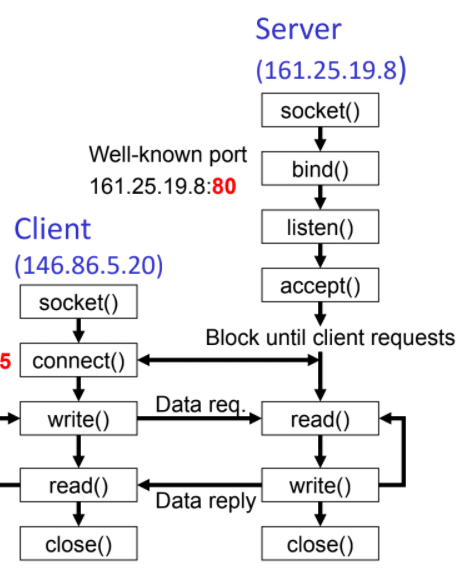 Server
(161.25.19.8)
socket()
Well-known port
161.25.19.8:80
bind()
listen()
Client
(146.86.5.20)
accept()
socket()
Block until client requests
5
connect()
write()
Data req.
read()
read()
Data reply
write()
close()
close()